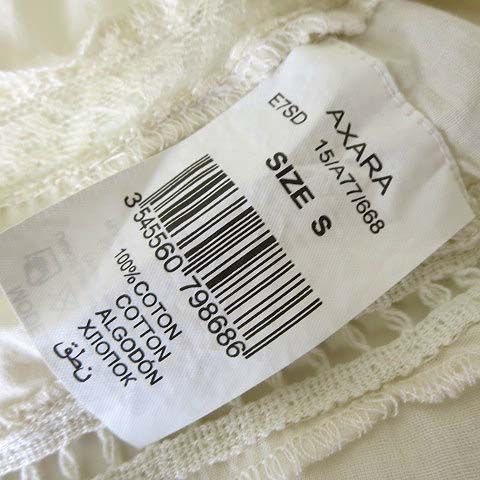 E7SD
AXARA
15/A77/668
SIZE S
3 545560 798686
100% COTON
COTTON
ALGODÓN
ХЛОПОК
قطن